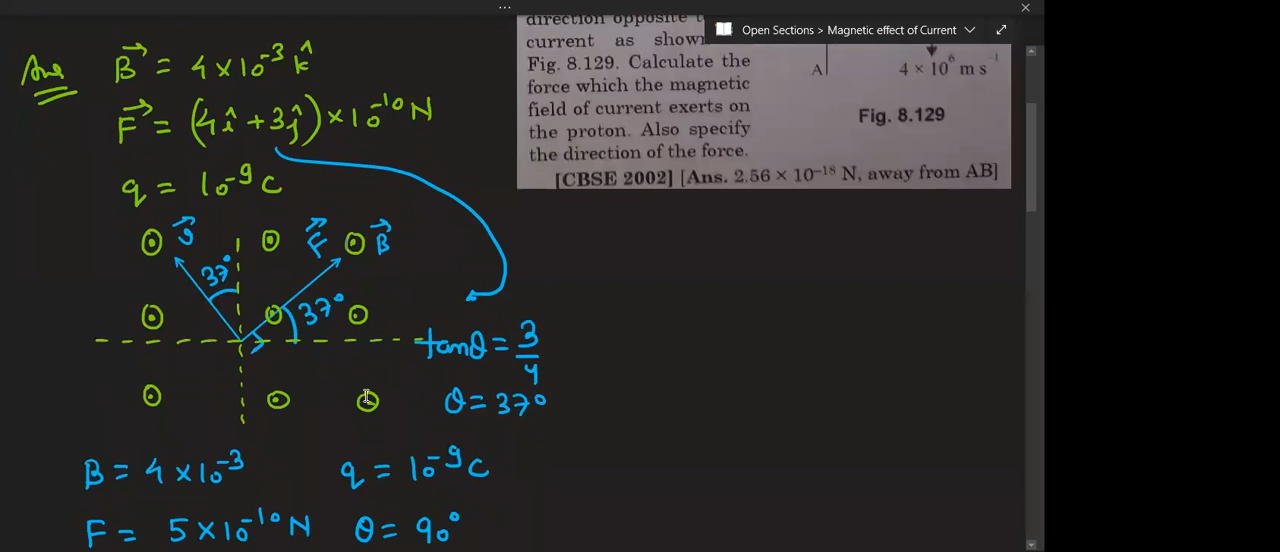 Ans B⃗ = 4×10⁻³ k̂
F⃗ = (4î + 3ĵ) × 10⁻¹⁰ N
q = 10⁻⁹ C
37°
F⃗
B⃗
37°
tanθ = 3/4
θ = 37°
B = 4 × 10⁻³
q = 10⁻⁹ C
F = 5 × 10⁻¹⁰ N
θ = 90°
Open Sections > Magnetic effect of Current
direction opposite
current as show
Fig. 8.129. Calculate the
force which the magnetic
field of current exerts on
the proton. Also specify
the direction of the force.
A
4 × 10⁶ m s⁻¹
Fig. 8.129
[CBSE 2002] [Ans. 2.56 × 10⁻¹⁸ N, away from AB]